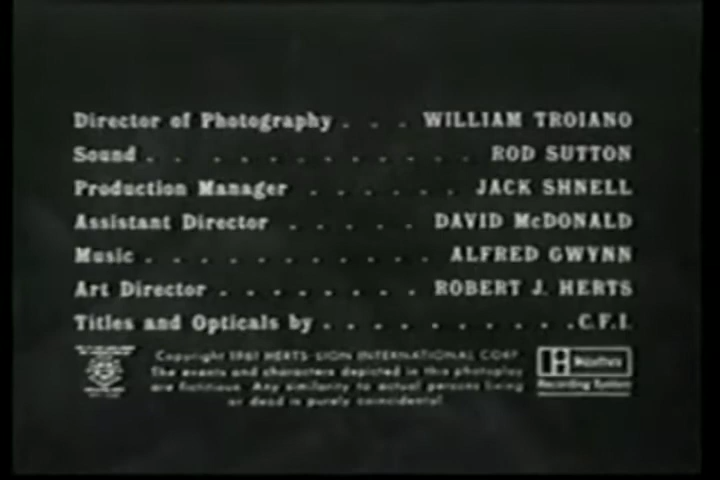 Director of Photography . . . WILLIAM TROIANO
Sound . . . . . . . . . . . ROD SUTTON
Production Manager . . . . . . JACK SHNELL
Assistant Director . . . . . DAVID McDONALD
Music . . . . . . . . . . . ALFRED GWYNN
Art Director . . . . . . . . ROBERT J. HERTS
Titles and Opticals by . . . . . . . . . . C.F.I.
Copyright 1961 HERTS-LION INTERNATIONAL CORP.
The events and characters depicted in this photoplay
are fictitious. Any similarity to actual persons living
or dead is purely coincidental.
Recording System